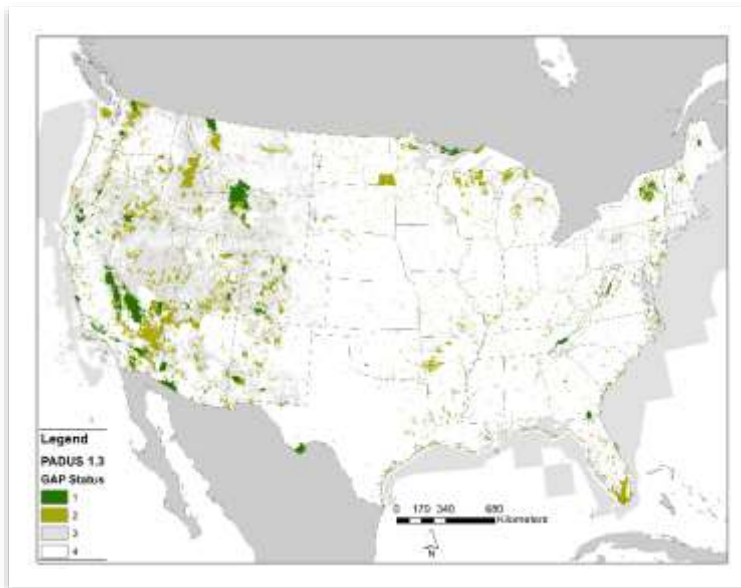 Legend
PADUS 1.3
GAP Status
1
2
3
4
0 170 340 680
Kilometers
N